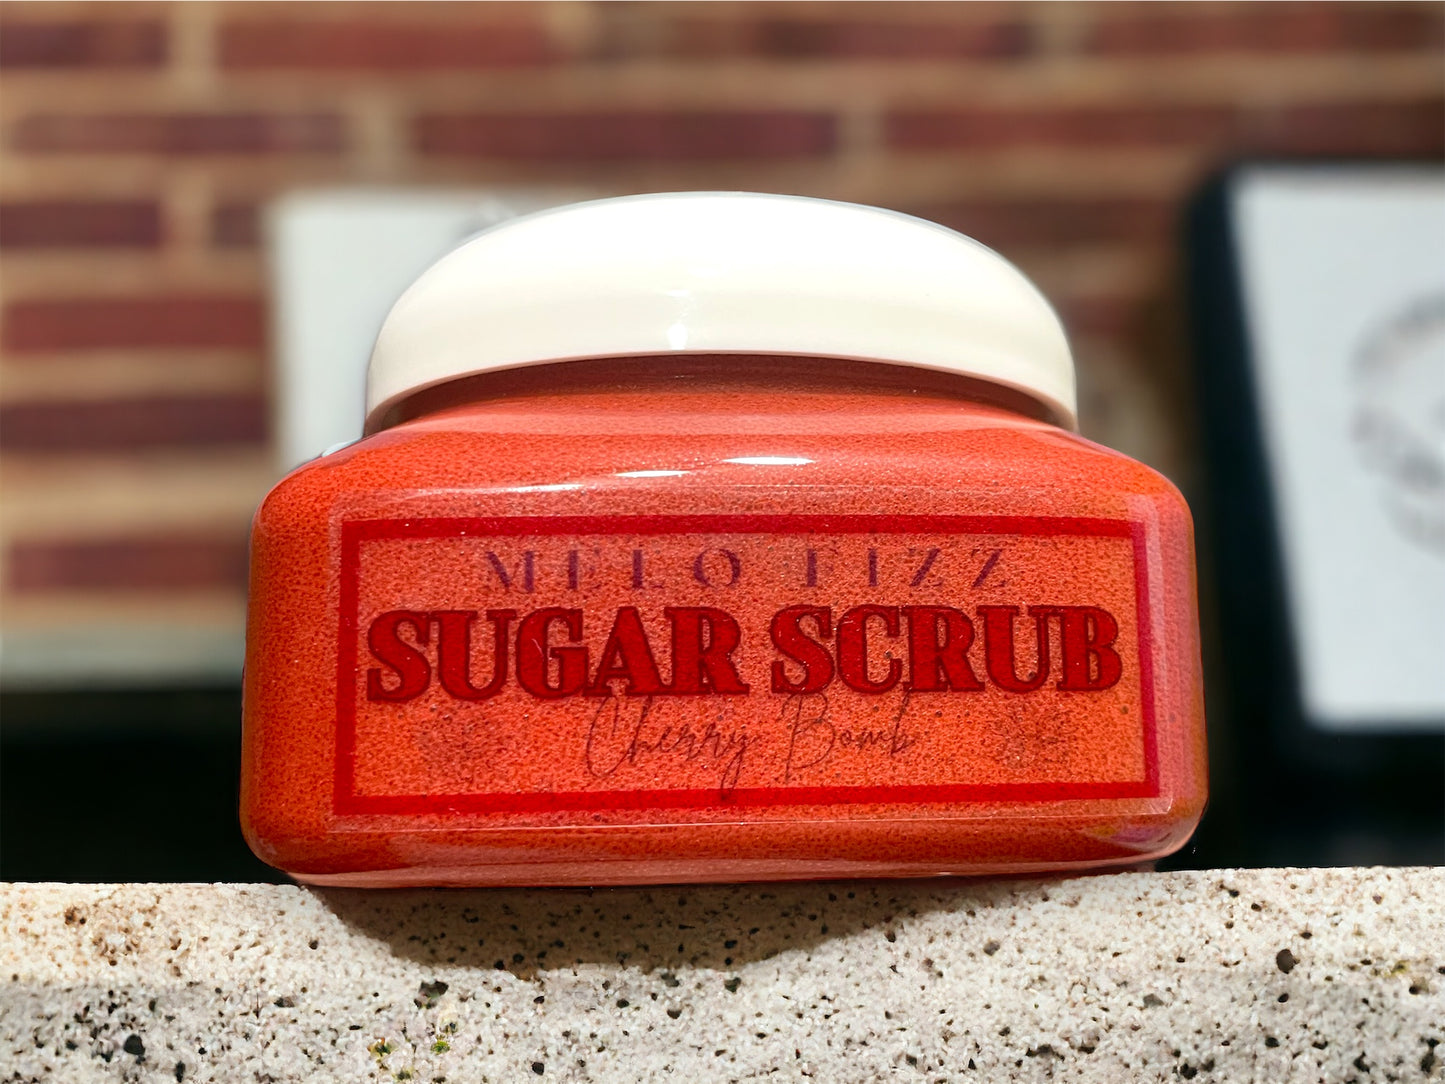 MELO FIZZ
SUGAR SCRUB
Cherry Bomb